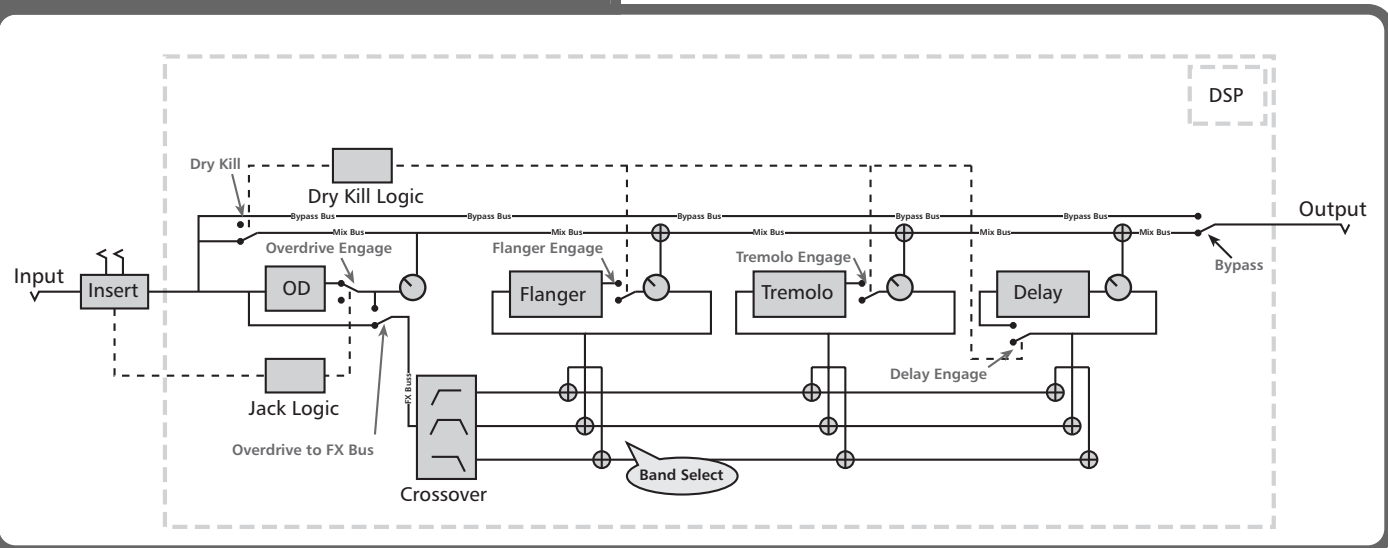 DSP
Dry Kill
Dry Kill Logic
Bypass Bus Bypass Bus Bypass Bus Bypass Bus Bypass Bus
Output
Mix Bus Mix Bus Mix Bus Mix Bus Mix Bus
Overdrive Engage Flanger Engage Tremolo Engage
Bypass
Input
Insert OD Flanger Tremolo Delay
Delay Engage
FX Buss
Jack Logic
Overdrive to FX Bus
Band Select
Crossover